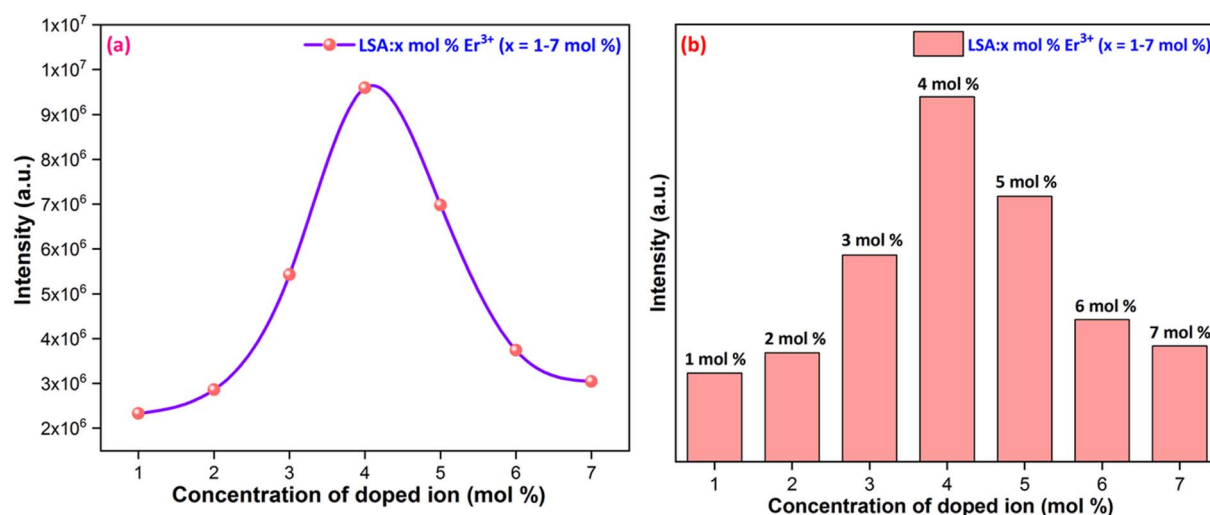 (a)
LSA:x mol % Er³⁺ (x = 1-7 mol %)
Intensity (a.u.)
1x10⁷
1x10⁷
9x10⁶
8x10⁶
7x10⁶
6x10⁶
5x10⁶
4x10⁶
3x10⁶
2x10⁶
1 2 3 4 5 6 7
Concentration of doped ion (mol %)
(b)
LSA:x mol % Er³⁺ (x = 1-7 mol %)
Intensity (a.u.)
1 mol %
2 mol %
3 mol %
4 mol %
5 mol %
6 mol %
7 mol %
1 2 3 4 5 6 7
Concentration of doped ion (mol %)